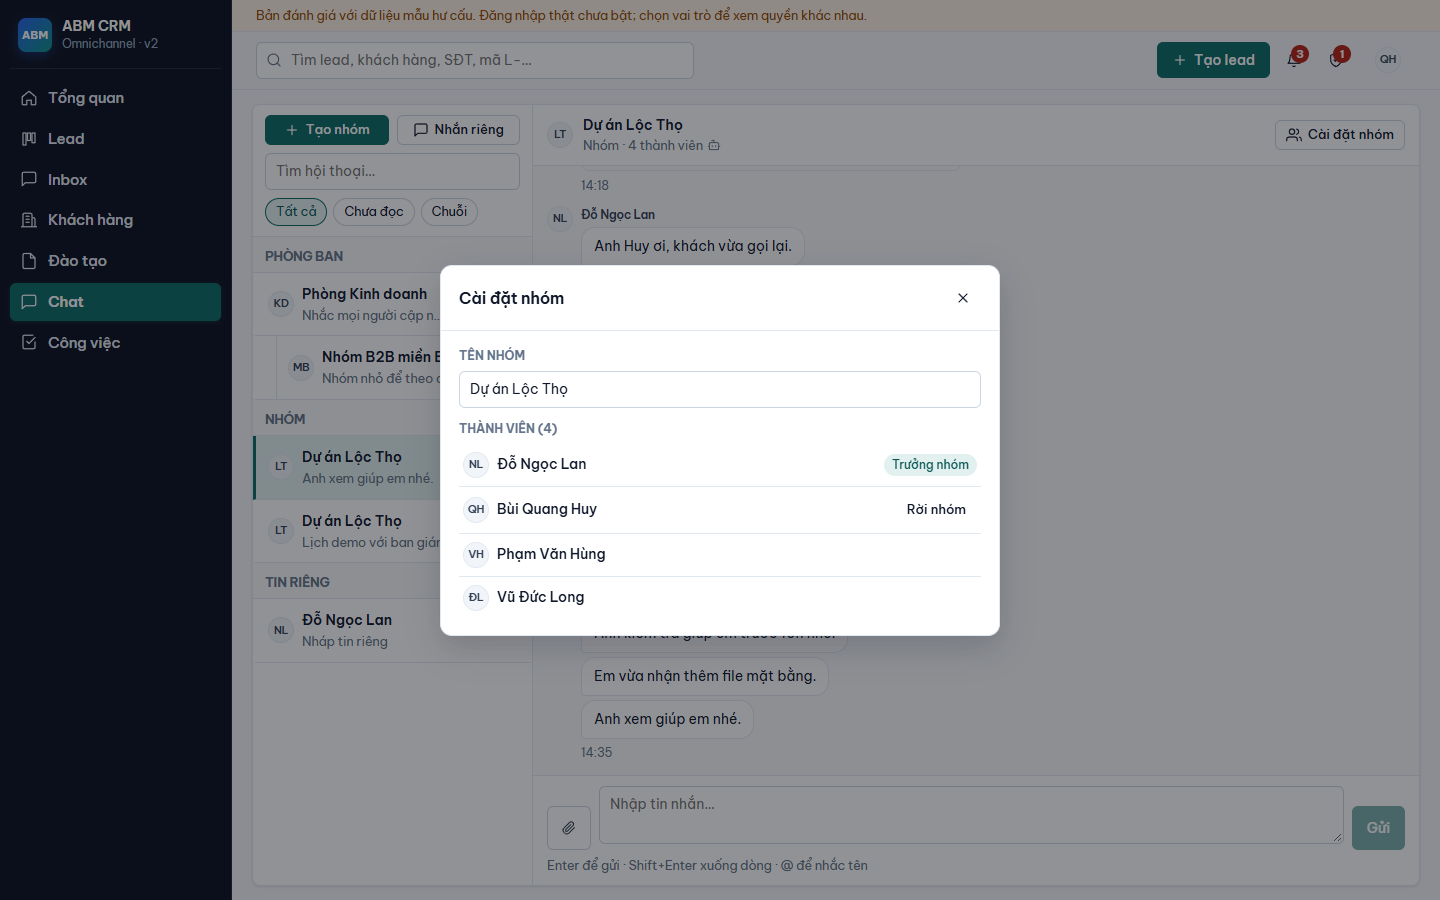 Bản đánh giá với dữ liệu mẫu hư cấu. Đăng nhập thật chưa bật; chọn vai trò để xem quyền khác nhau.
ABM
ABM CRM
Omnichannel · v2
Tổng quan
Lead
Inbox
Khách hàng
Đào tạo
Chat
Công việc
Tìm lead, khách hàng, SĐT, mã L-...
Tạo lead
3
1
QH
Tạo nhóm
Nhắn riêng
Tìm hội thoại...
Tất cả
Chưa đọc
Chuỗi
PHÒNG BAN
KD
Phòng Kinh doanh
Nhắc mọi người cập n...
MB
Nhóm B2B miền
Nhóm nhỏ để theo
NHÓM
LT
Dự án Lộc Thọ
Anh xem giúp em nhé.
LT
Dự án Lộc Thọ
Lịch demo với ban
TIN RIÊNG
NL
Đỗ Ngọc Lan
Nháp tin riêng
LT
Dự án Lộc Thọ
Nhóm · 4 thành viên
Cài đặt nhóm
14:18
NL
Đỗ Ngọc Lan
Anh Huy ơi, khách vừa gọi lại.
Cài đặt nhóm
TÊN NHÓM
Dự án Lộc Thọ
THÀNH VIÊN (4)
NL
Đỗ Ngọc Lan
Trưởng nhóm
QH
Bùi Quang Huy
Rời nhóm
VH
Phạm Văn Hùng
ĐL
Vũ Đức Long
Em vừa nhận thêm file mặt bằng.
Anh xem giúp em nhé.
14:35
Nhập tin nhắn...
Gửi
Enter để gửi · Shift+Enter xuống dòng · @ để nhắc tên